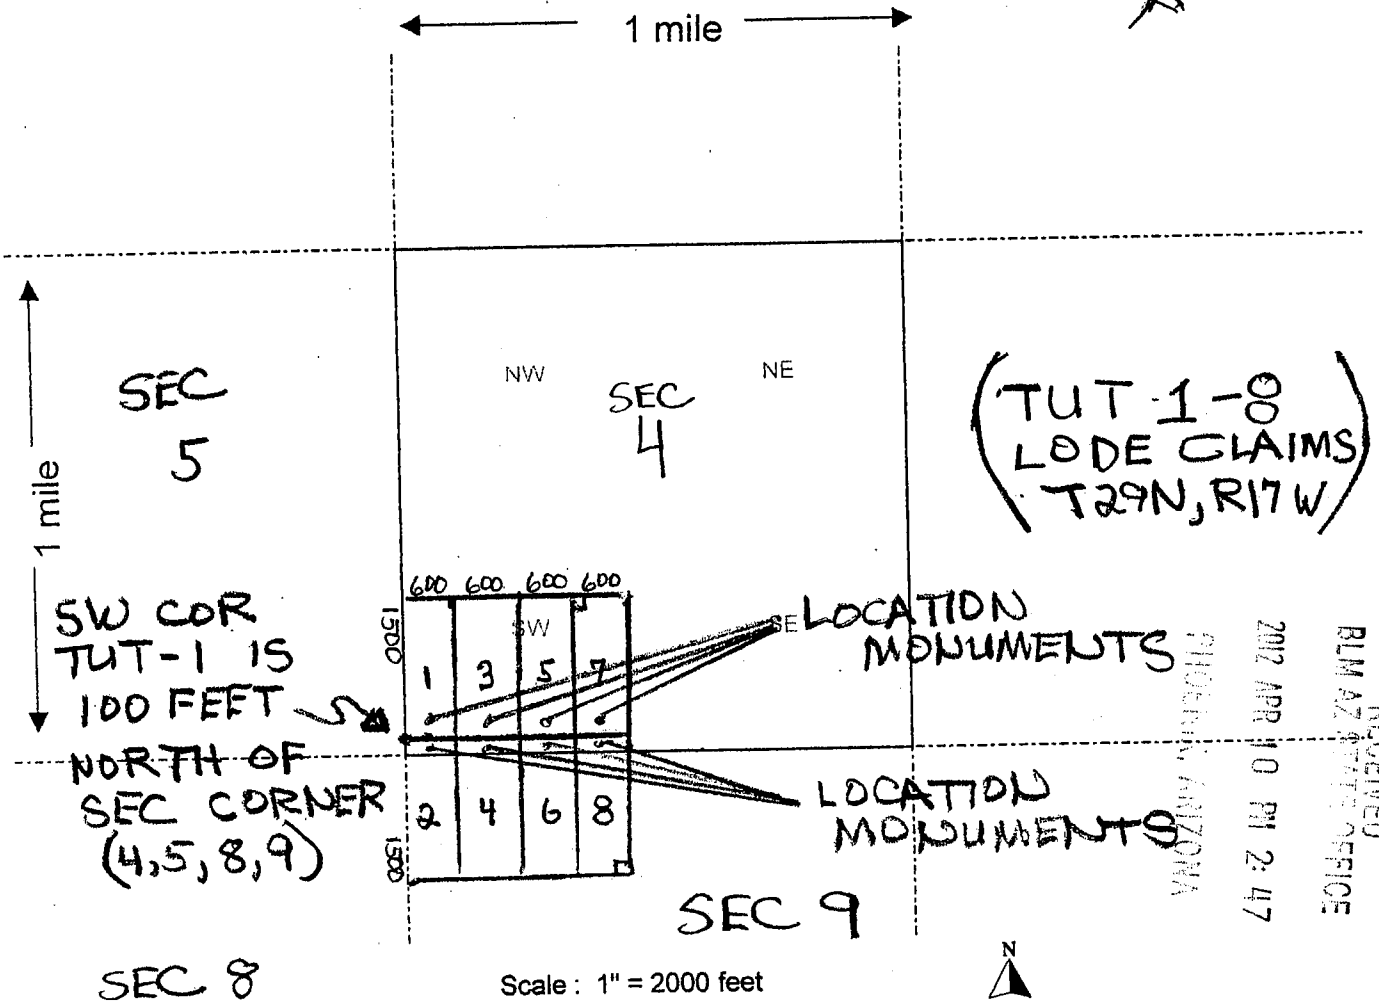 1 mile
NW
NE
SEC
5
SEC
4
(TUT 1-8
LODE CLAIMS
T29N, R17W)
1 mile
600 600 600 600
1500
SW
SE
SW COR
TUT-1 IS
100 FEET
NORTH OF
SEC CORNER
(4,5,8,9)
LOCATION
MONUMENTS
1 3 5 7
2 4 6 8
1500
LOCATION
MONUMENTS
SEC 9
SEC 8
Scale : 1" = 2000 feet
N
RECEIVED
BLM AZ STATE OFFICE
2012 APR 10 PM 2:47
PHOENIX, ARIZONA